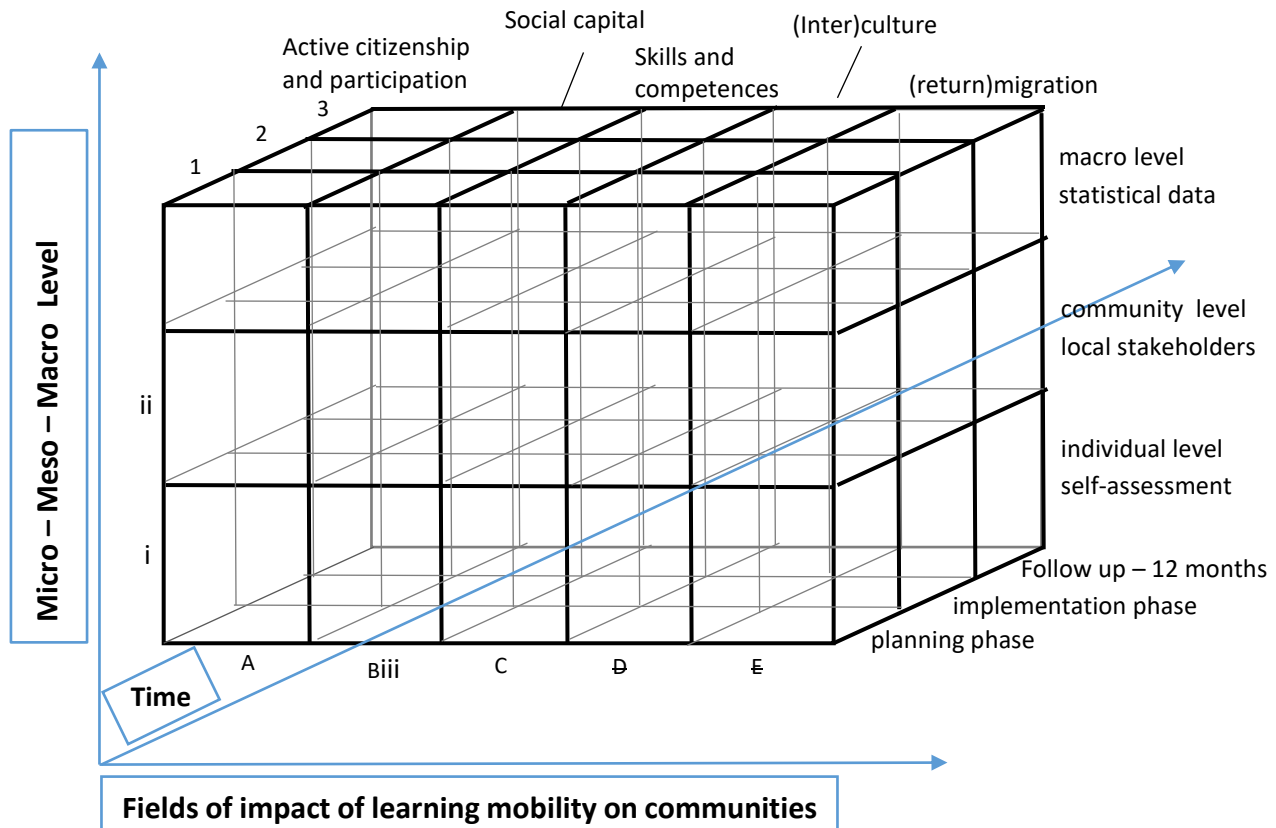 Social capital
(Inter)culture
Active citizenship
and participation
Skills and
competences
(return)migration
3
2
1
macro level
statistical data
Micro – Meso – Macro Level
community level
local stakeholders
ii
individual level
self-assessment
i
Follow up – 12 months
implementation phase
planning phase
A
Biii
C
D
E
Time
Fields of impact of learning mobility on communities